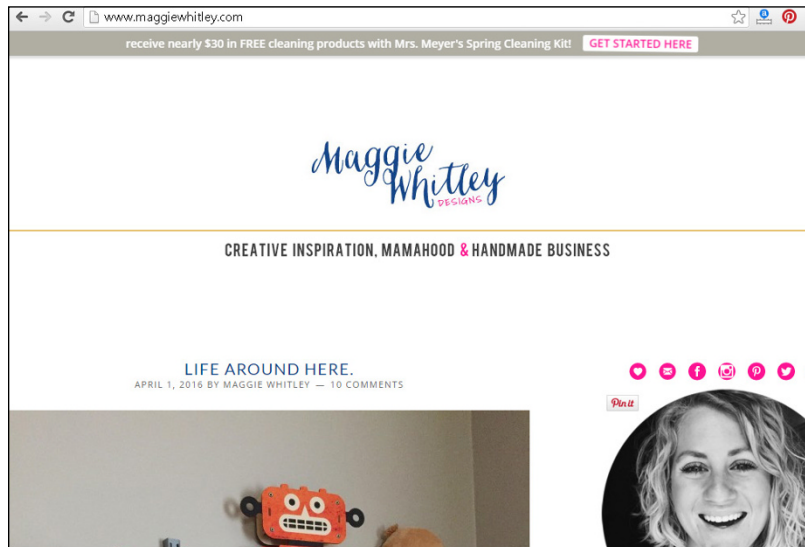 www.maggiewhitley.com
receive nearly $30 in FREE cleaning products with Mrs. Meyer's Spring Cleaning Kit! GET STARTED HERE
Maggie
Whitley
DESIGNS
CREATIVE INSPIRATION, MAMAHOOD & HANDMADE BUSINESS
LIFE AROUND HERE.
APRIL 1, 2016 BY MAGGIE WHITLEY — 10 COMMENTS
Pin it